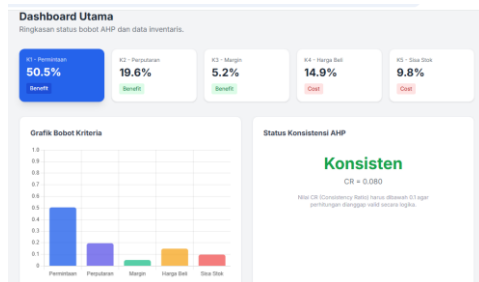 Dashboard Utama
Ringkasan status bobot AHP dan data inventaris.
K1 - Permintaan
50.5%
Benefit
K2 - Perputaran
19.6%
Benefit
K3 - Margin
5.2%
Benefit
K4 - Harga Beli
14.9%
Cost
K5 - Sisa Stok
9.8%
Cost
Grafik Bobot Kriteria
1.0
0.9
0.8
0.7
0.6
0.5
0.4
0.3
0.2
0.1
0
Permintaan
Perputaran
Margin
Harga Beli
Sisa Stok
Status Konsistensi AHP
Konsisten
CR = 0.080
Nilai CR (Consistency Ratio) harus dibawah 0.1 agar
perhitungan dianggap valid secara logika.